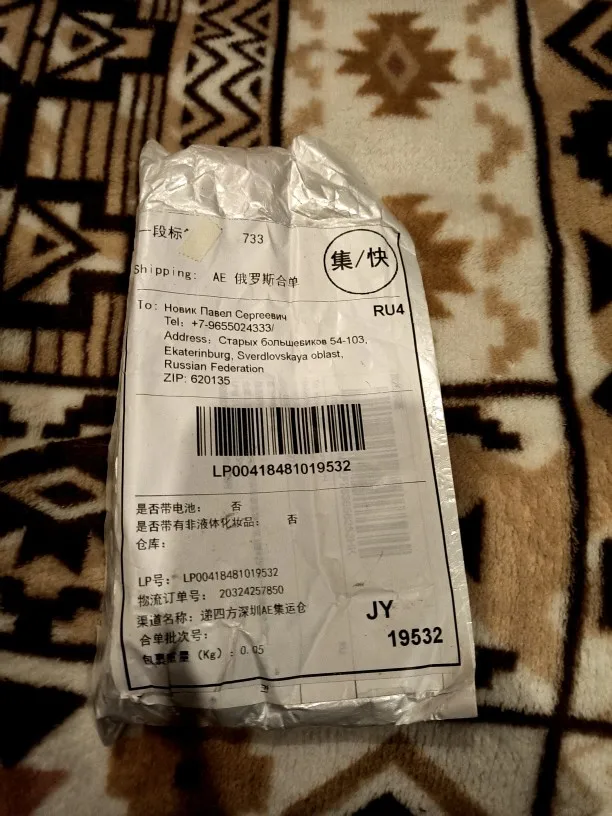 一段标 733
集/快
Shipping: AE 俄罗斯合单
RU4
To: Новик Павел Сергеевич
Tel: +7-9655024333/
Address: Старых большевиков 54-103,
Ekaterinburg, Sverdlovskaya oblast,
Russian Federation
ZIP: 620135
LP00418481019532
是否带电池: 否
是否带有非液体化妆品: 否
仓库:
LP号: LP00418481019532
物流订单号: 20324257850
渠道名称: 递四方深圳AE集运仓
合单批次号:
包裹重量 (Kg): 0.05
JY
19532